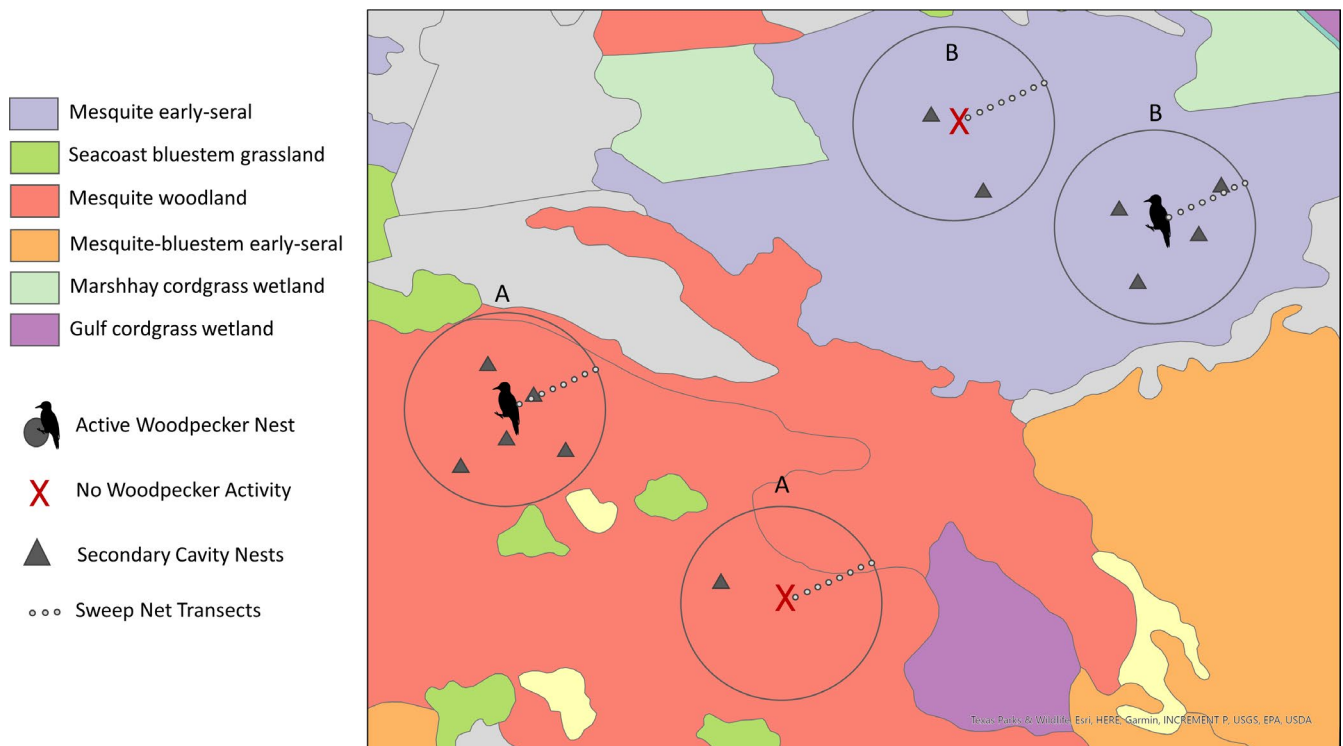 Mesquite early-seral
Seacoast bluestem grassland
Mesquite woodland
Mesquite-bluestem early-seral
Marshhay cordgrass wetland
Gulf cordgrass wetland
Active Woodpecker Nest
X No Woodpecker Activity
Secondary Cavity Nests
Sweep Net Transects
B
X
B
A
A
X
Texas Parks & Wildlife, Esri, HERE, Garmin, INCREMENT P, USGS, EPA, USDA